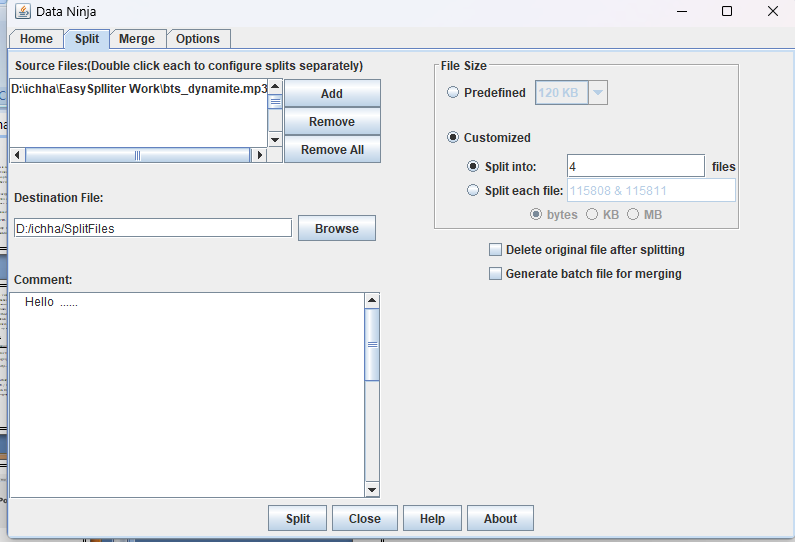 Data Ninja
Home Split Merge Options
Source Files:(Double click each to configure splits separately)
D:\ichha\EasySplliter Work\bts_dynamite.mp3
Add
Remove
Remove All
Destination File:
D:/ichha/SplitFiles
Browse
Comment:
Hello ......
File Size
Predefined 120 KB
Customized
Split into: 4 files
Split each file: 115808 & 115811
bytes KB MB
Delete original file after splitting
Generate batch file for merging
Split Close Help About